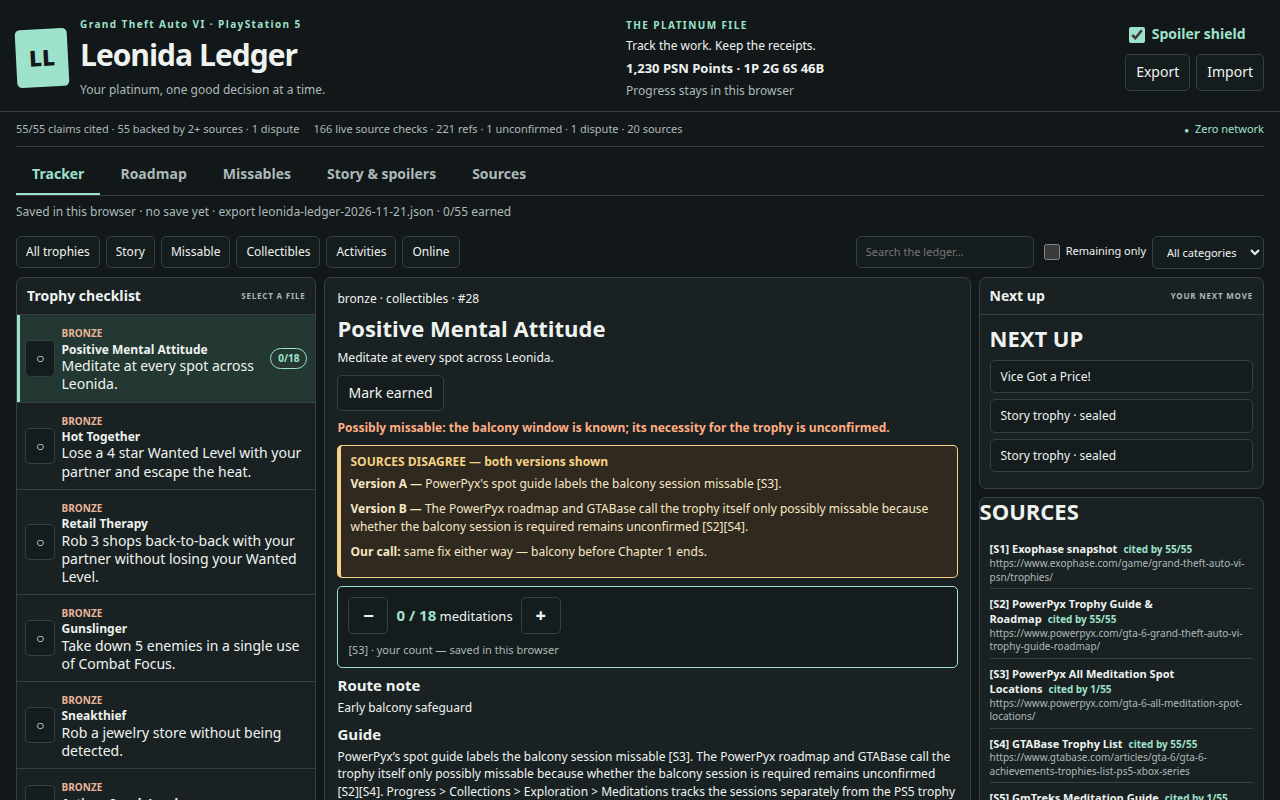 LL
Grand Theft Auto VI · PlayStation 5
Leonida Ledger
Your platinum, one good decision at a time.
THE PLATINUM FILE
Track the work. Keep the receipts.
1,230 PSN Points · 1P 2G 6S 46B
Progress stays in this browser
Spoiler shield
Export
Import
55/55 claims cited · 55 backed by 2+ sources · 1 dispute
166 live source checks · 221 refs · 1 unconfirmed · 1 dispute · 20 sources
● Zero network
Tracker
Roadmap
Missables
Story & spoilers
Sources
Saved in this browser · no save yet · export leonida-ledger-2026-11-21.json · 0/55 earned
All trophies
Story
Missable
Collectibles
Activities
Online
Search the ledger...
Remaining only
All categories
Trophy checklist
SELECT A FILE
BRONZE
Positive Mental Attitude
Meditate at every spot across
Leonida.
0/18
BRONZE
Hot Together
Lose a 4 star Wanted Level with your
partner and escape the heat.
BRONZE
Retail Therapy
Rob 3 shops back-to-back with your
partner without losing your Wanted
Level.
BRONZE
Gunslinger
Take down 5 enemies in a single use
of Combat Focus.
BRONZE
Sneakthief
Rob a jewelry store without being
detected.
BRONZE
bronze · collectibles · #28
Positive Mental Attitude
Meditate at every spot across Leonida.
Mark earned
Possibly missable: the balcony window is known; its necessity for the trophy is unconfirmed.
SOURCES DISAGREE — both versions shown
Version A — PowerPyx's spot guide labels the balcony session missable [S3].
Version B — The PowerPyx roadmap and GTABase call the trophy itself only possibly missable because
whether the balcony session is required remains unconfirmed [S2][S4].
Our call: same fix either way — balcony before Chapter 1 ends.
−
0 / 18 meditations
+
[S3] · your count — saved in this browser
Route note
Early balcony safeguard
Guide
PowerPyx's spot guide labels the balcony session missable [S3]. The PowerPyx roadmap and GTABase call the
trophy itself only possibly missable because whether the balcony session is required remains unconfirmed
[S2][S4]. Progress > Collections > Exploration > Meditations tracks the sessions separately from the PS5 trophy
Next up
YOUR NEXT MOVE
NEXT UP
Vice Got a Price!
Story trophy · sealed
Story trophy · sealed
SOURCES
[S1] Exophase snapshot cited by 55/55
https://www.exophase.com/game/grand-theft-auto-vi-
psn/trophies/
[S2] PowerPyx Trophy Guide &
Roadmap cited by 55/55
https://www.powerpyx.com/gta-6-grand-theft-auto-vi-
trophy-guide-roadmap/
[S3] PowerPyx All Meditation Spot
Locations cited by 1/55
https://www.powerpyx.com/gta-6-all-meditation-spot-
locations/
[S4] GTABase Trophy List cited by 55/55
https://www.gtabase.com/articles/gta-6/gta-6-
achievements-trophies-list-ps5-xbox-series
[S5] GmTreks Meditation Guide cited by 1/55